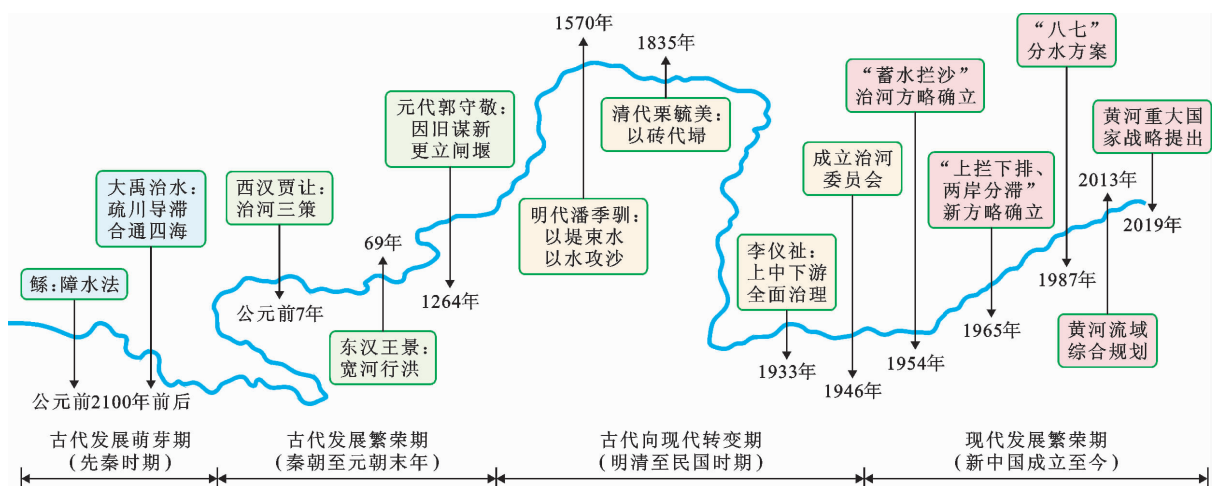 鲧：障水法
公元前2100年前后
大禹治水：
疏川导滞
合通四海
西汉贾让：
治河三策
公元前7年
69年
东汉王景：
宽河行洪
元代郭守敬：
因旧谋新
更立闸堰
1264年
1570年
明代潘季驯：
以堤束水
以水攻沙
1835年
清代栗毓美：
以砖代埽
李仪祉：
上中下游
全面治理
1933年
成立治河
委员会
1946年
“蓄水拦沙”
治河方略确立
1954年
“上拦下排、
两岸分滞”
新方略确立
1965年
“八七”
分水方案
1987年
2013年
黄河流域
综合规划
黄河重大国
家战略提出
2019年
古代发展萌芽期
(先秦时期)
古代发展繁荣期
(秦朝至元朝末年)
古代向现代转变期
(明清至民国时期)
现代发展繁荣期
(新中国成立至今)